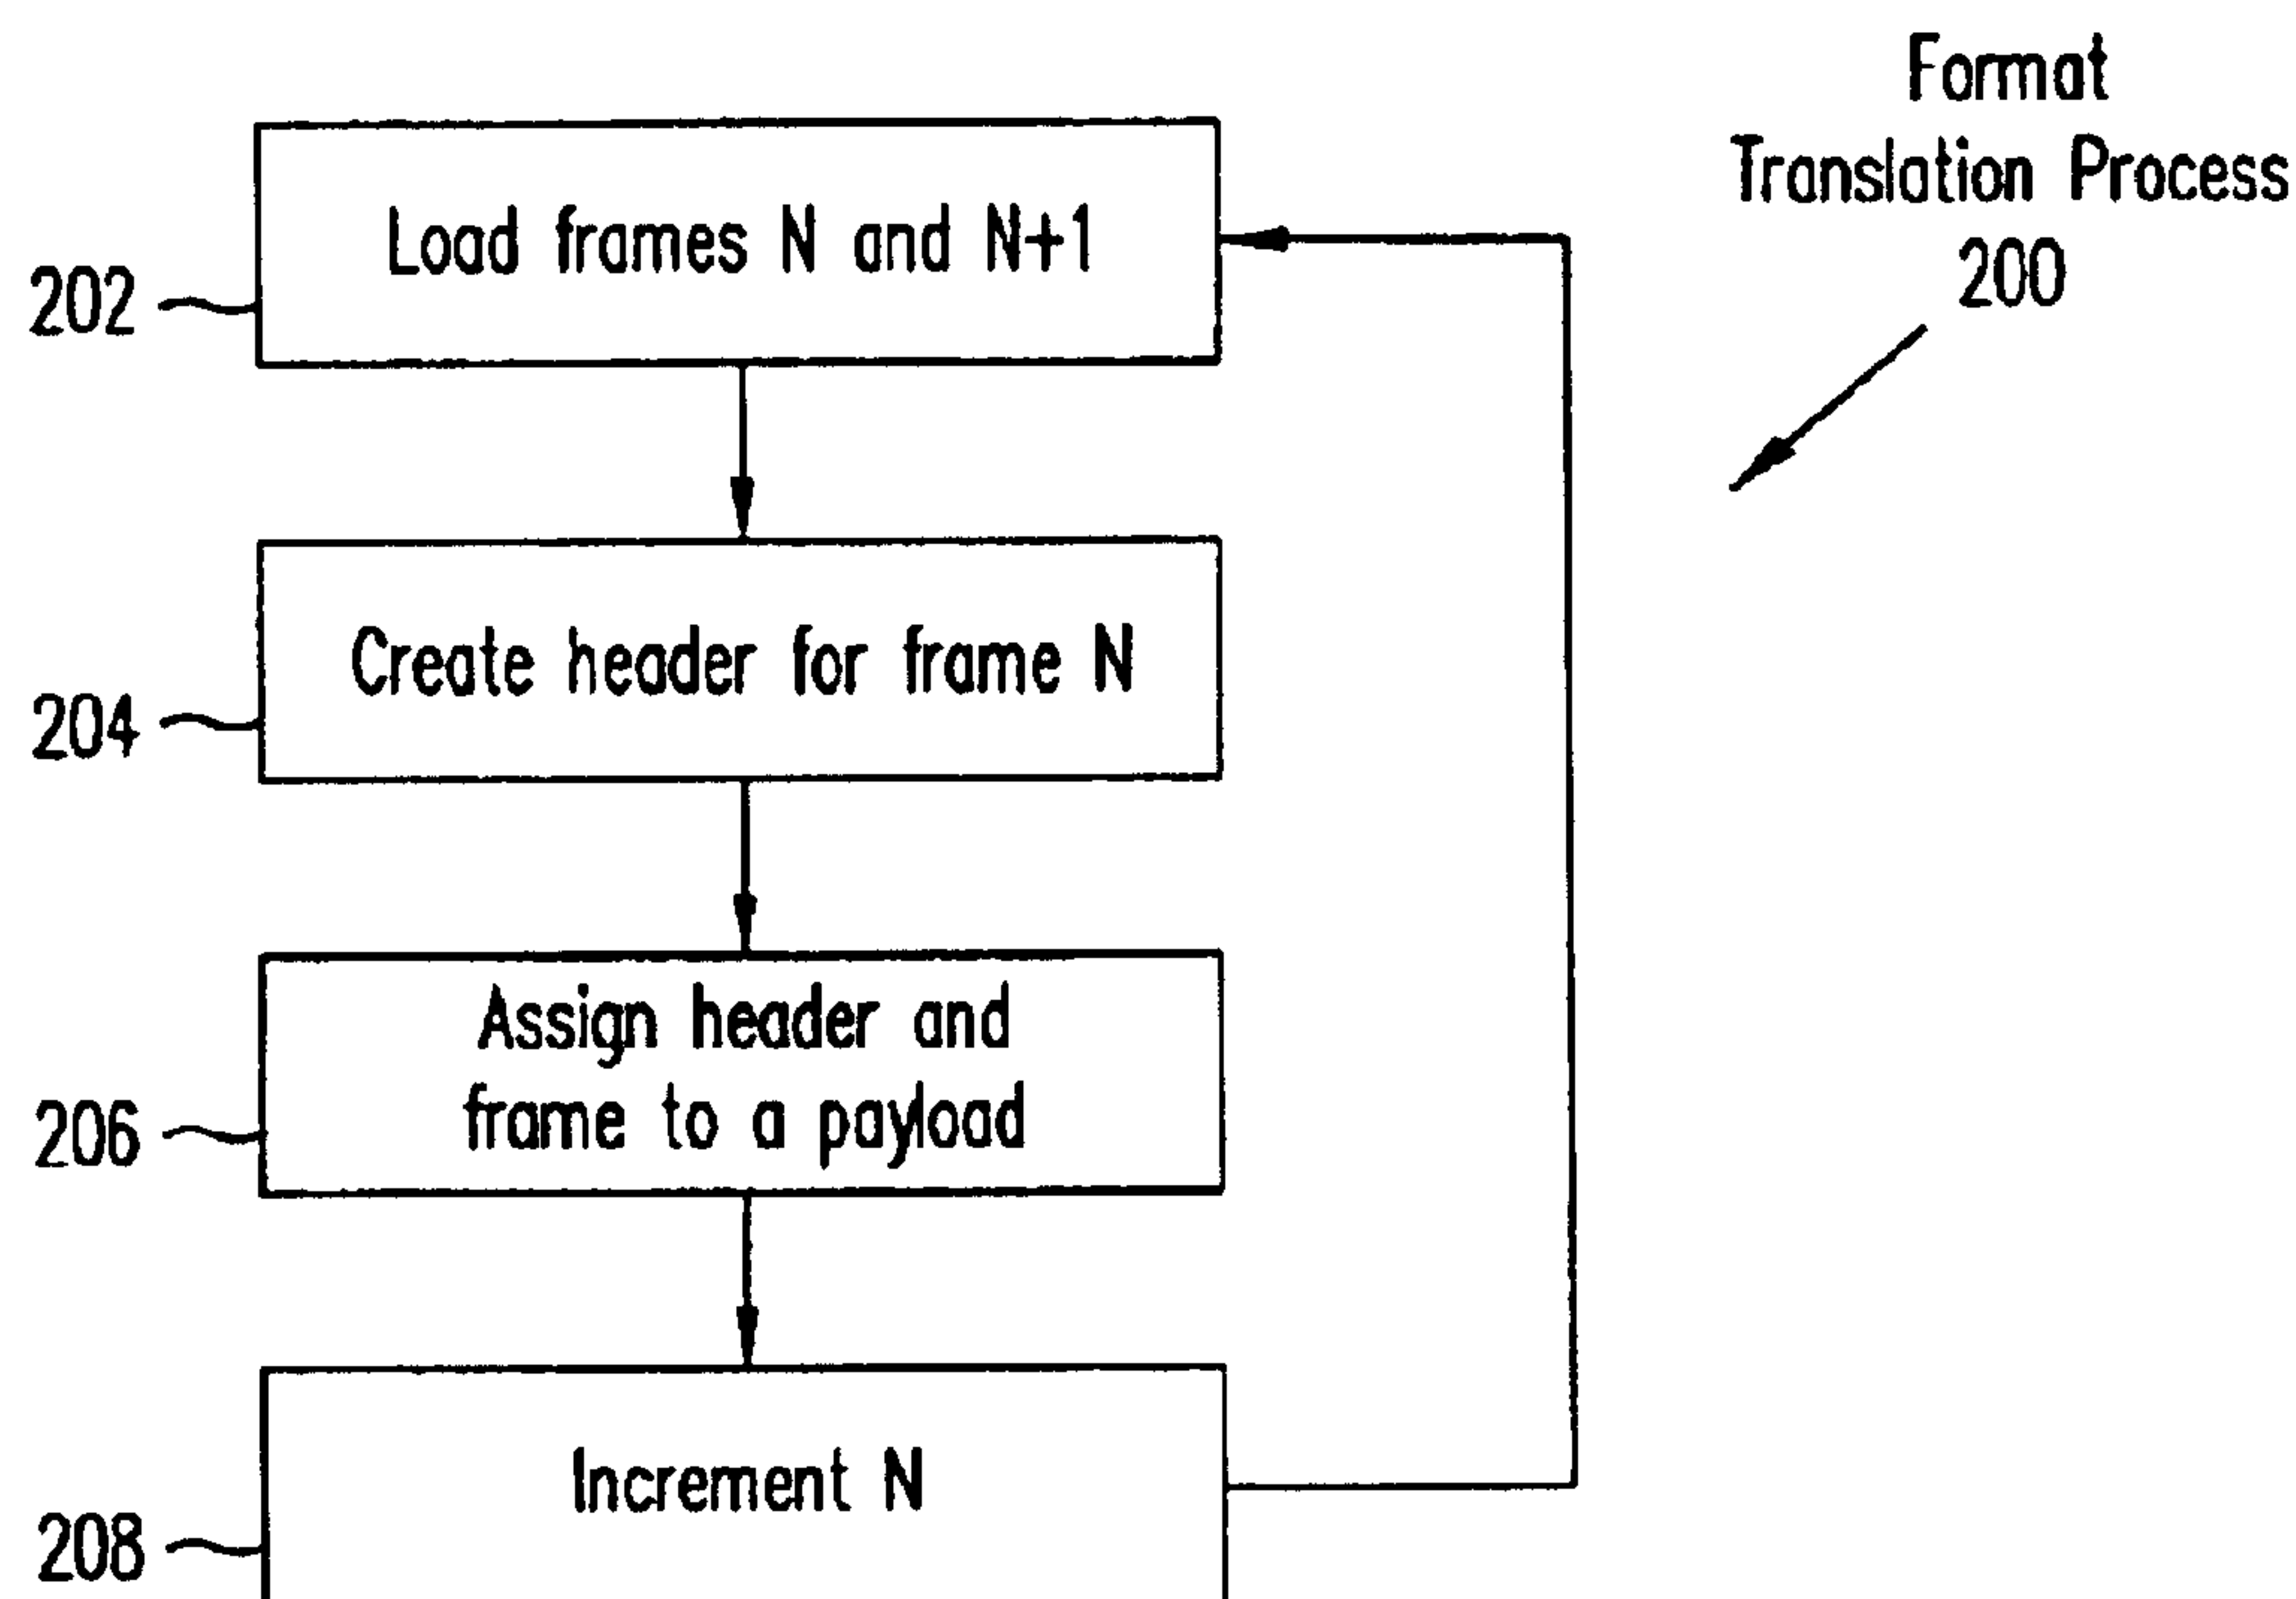 Format
Translation Process
200
Load frames N and N+1
202
Create header for frame N
204
Assign header and
frame to a payload
206
Increment N
208